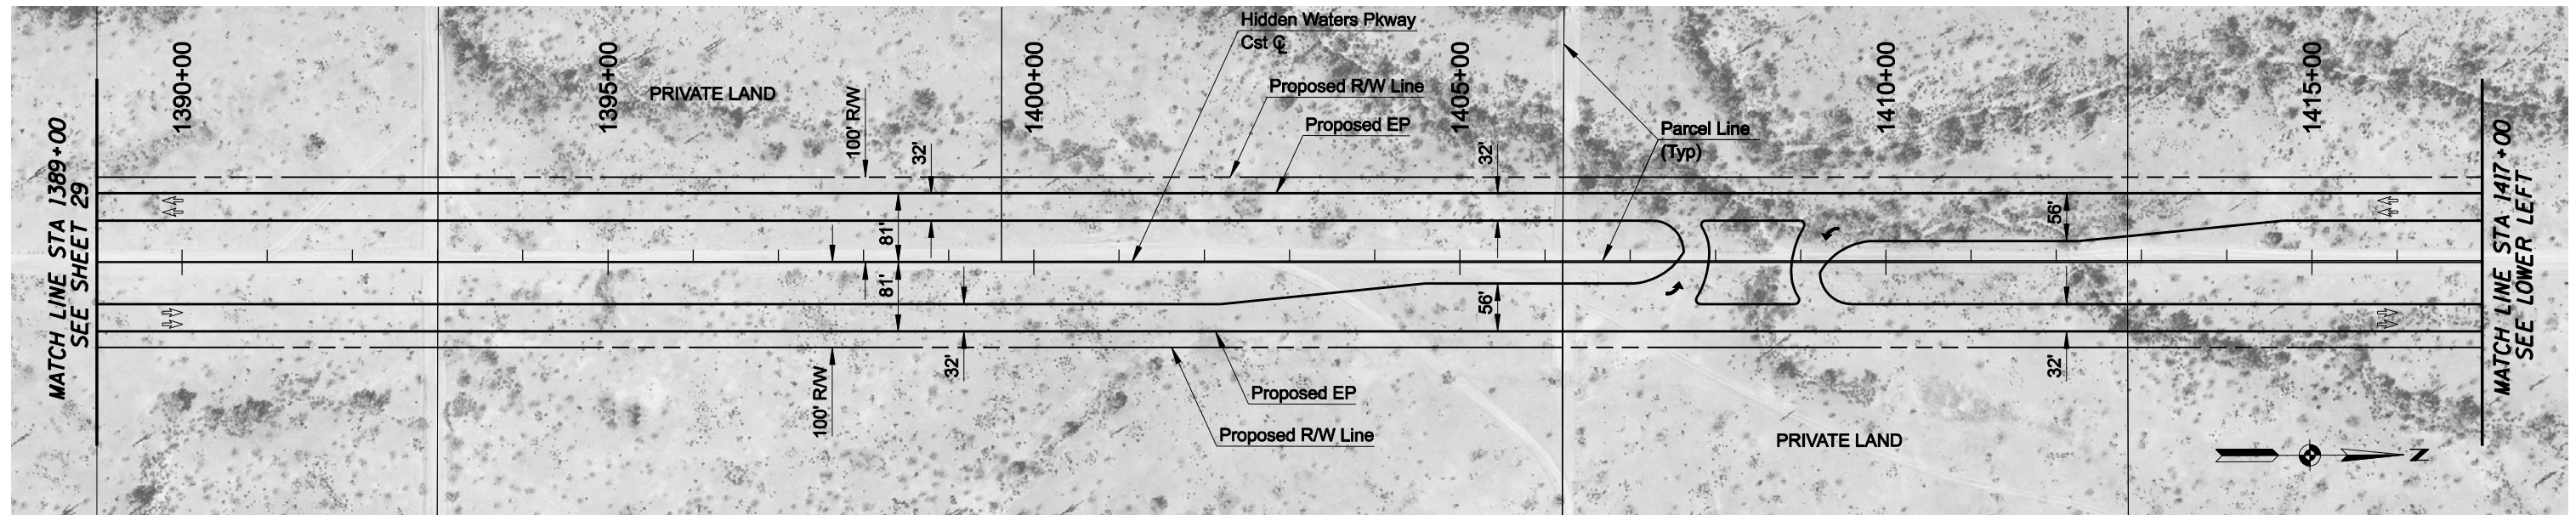 MATCH LINE STA 1389+00
SEE SHEET 29
1390+00
1395+00
PRIVATE LAND
100' R/W
32'
81'
81'
100' R/W
32'
1400+00
Hidden Waters Pkway
Cst ℄
Proposed R/W Line
Proposed EP
1405+00
32'
56'
Proposed EP
Proposed R/W Line
Parcel Line
(Typ)
1410+00
56'
32'
PRIVATE LAND
1415+00
N
MATCH LINE STA 1417+00
SEE LOWER LEFT